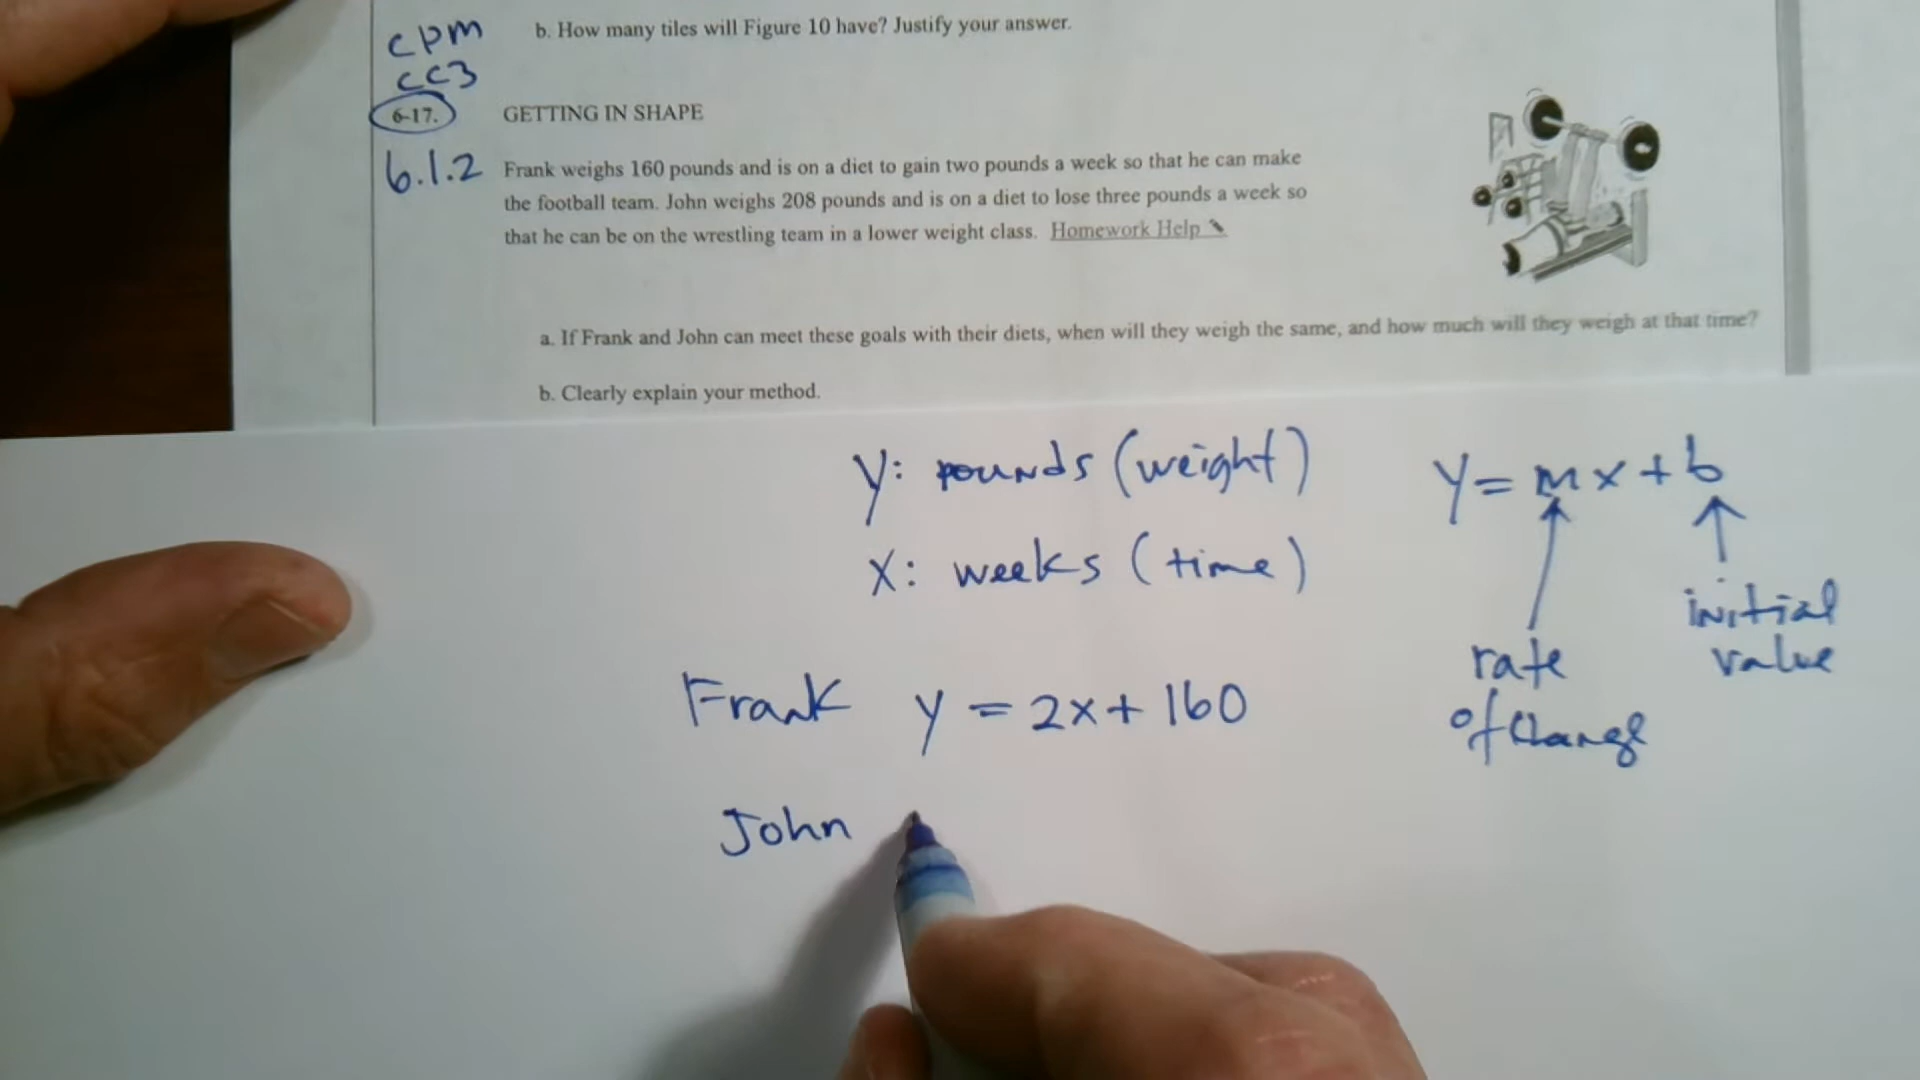 cpm
b. How many tiles will Figure 10 have? Justify your answer.
cc3
6-17. GETTING IN SHAPE
6.1.2
Frank weighs 160 pounds and is on a diet to gain two pounds a week so that he can make
the football team. John weighs 208 pounds and is on a diet to lose three pounds a week so
that he can be on the wrestling team in a lower weight class. Homework Help ✎
a. If Frank and John can meet these goals with their diets, when will they weigh the same, and how much will they weigh at that time?
b. Clearly explain your method.
y: pounds (weight)
x: weeks (time)
y = mx + b
rate
of change
initial
value
Frank y = 2x + 160
John